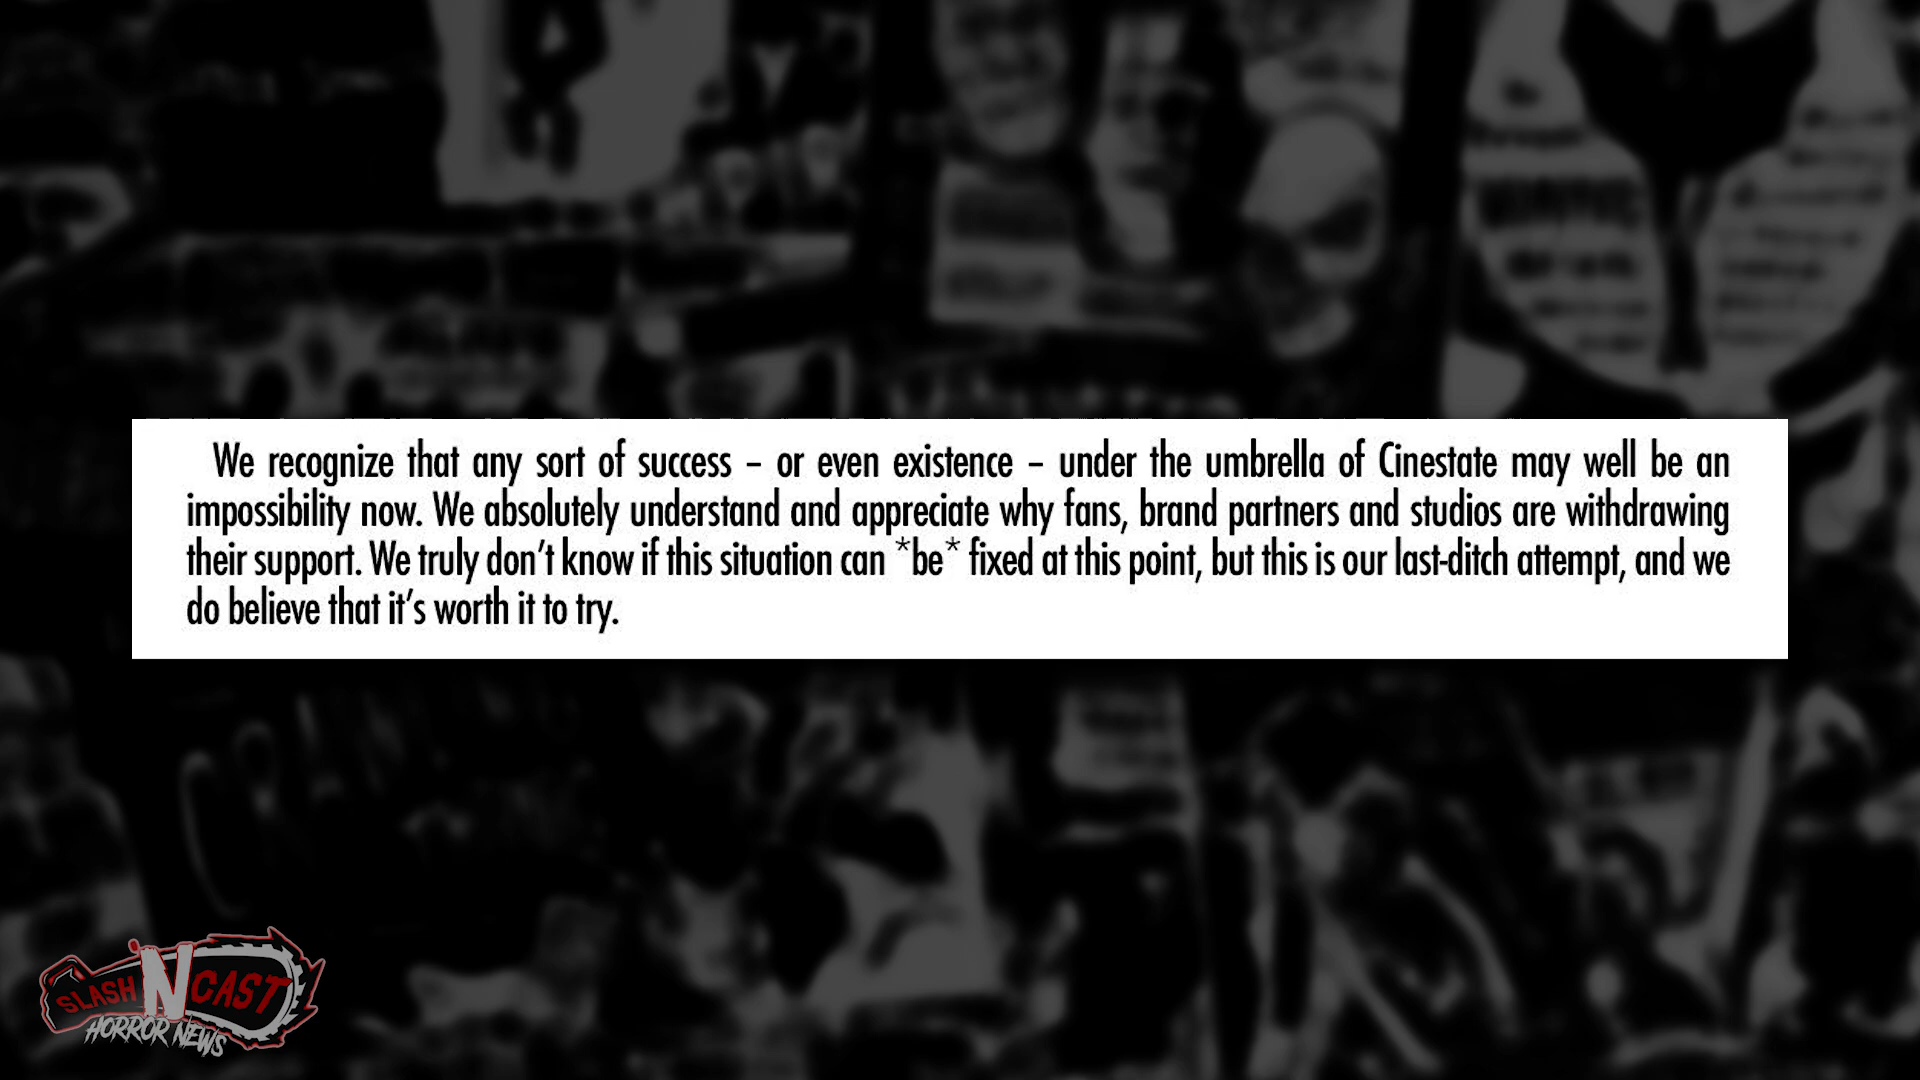 We recognize that any sort of success – or even existence – under the umbrella of Cinestate may well be an
impossibility now. We absolutely understand and appreciate why fans, brand partners and studios are withdrawing
their support. We truly don’t know if this situation can *be* fixed at this point, but this is our last-ditch attempt, and we
do believe that it’s worth it to try.
SLASH 'N CAST
HORROR NEWS